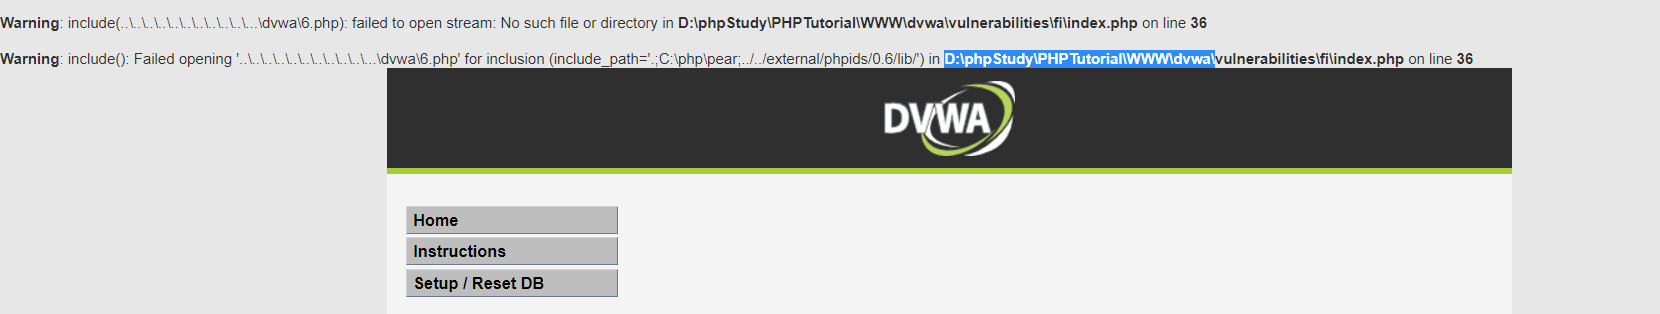 Warning: include(..\..\..\..\..\..\..\..\..\..\...\dvwa\6.php): failed to open stream: No such file or directory in D:\phpStudy\PHPTutorial\WWW\dvwa\vulnerabilities\fi\index.php on line 36
Warning: include(): Failed opening '..\..\..\..\..\..\..\..\..\..\...\dvwa\6.php' for inclusion (include_path='.;C:\php\pear;../../external/phpids/0.6/lib/') in D:\phpStudy\PHPTutorial\WWW\dvwa\vulnerabilities\fi\index.php on line 36
DVWA
Home
Instructions
Setup / Reset DB